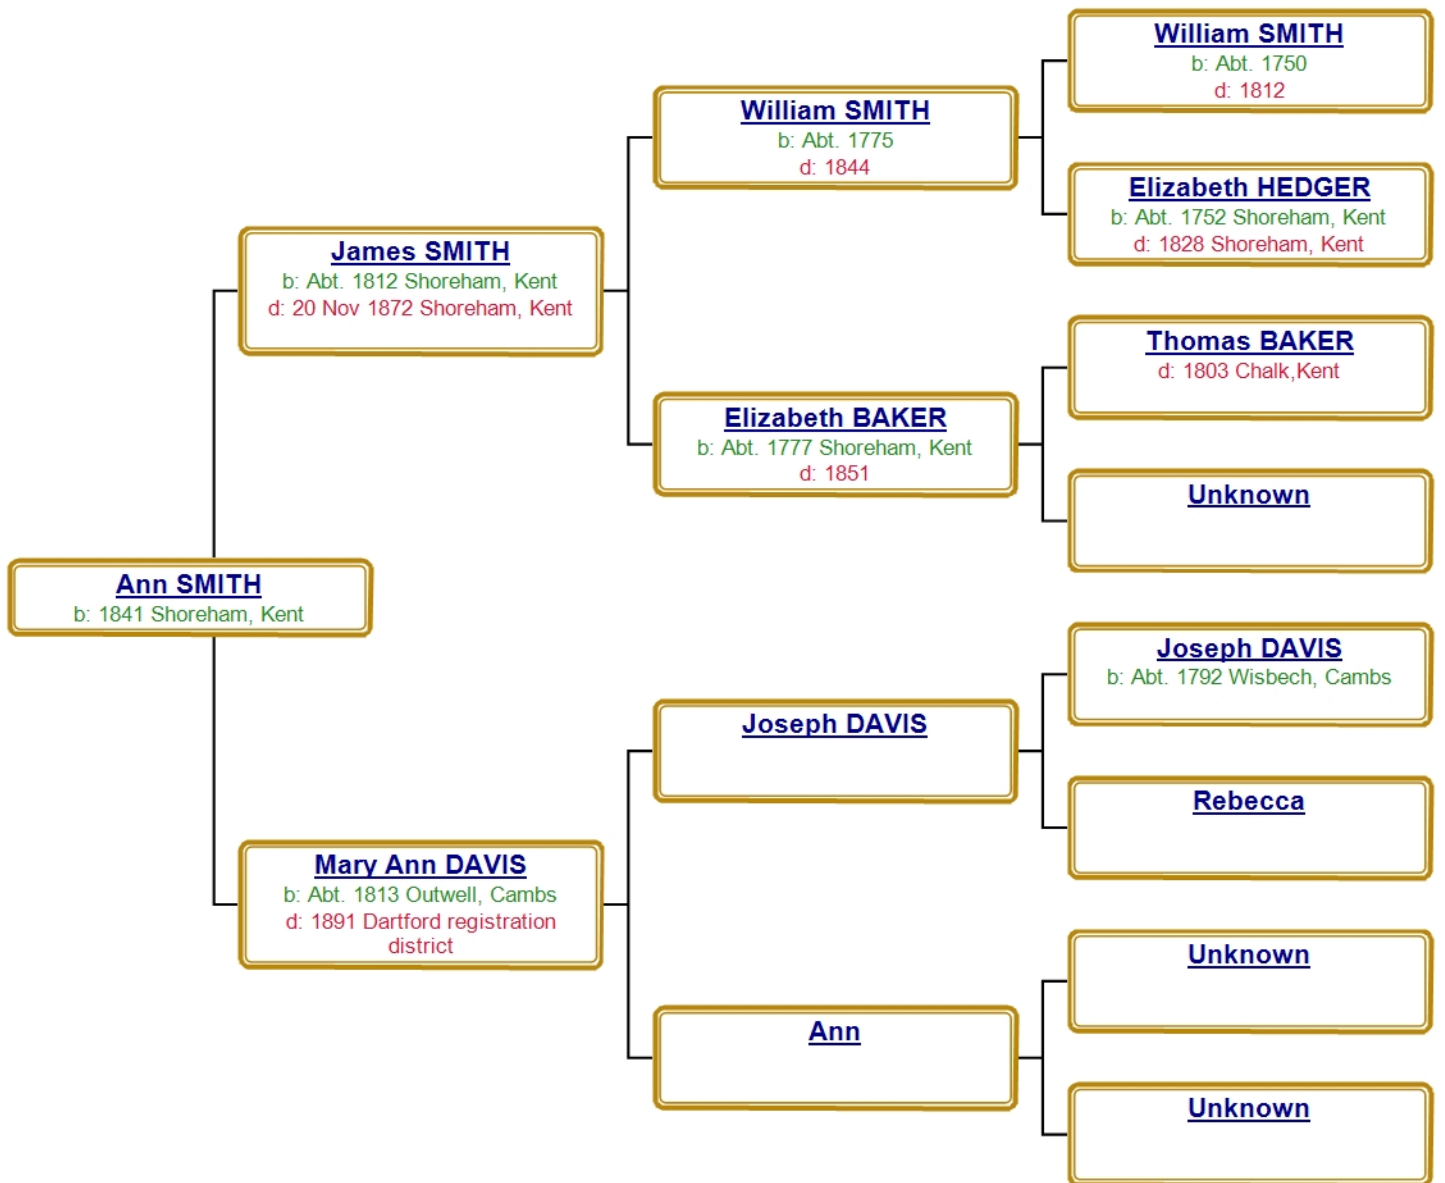 William SMITH
b: Abt. 1750
d: 1812
William SMITH
b: Abt. 1775
d: 1844
Elizabeth HEDGER
b: Abt. 1752 Shoreham, Kent
d: 1828 Shoreham, Kent
James SMITH
b: Abt. 1812 Shoreham, Kent
d: 20 Nov 1872 Shoreham, Kent
Thomas BAKER
d: 1803 Chalk,Kent
Elizabeth BAKER
b: Abt. 1777 Shoreham, Kent
d: 1851
Unknown
Ann SMITH
b: 1841 Shoreham, Kent
Joseph DAVIS
b: Abt. 1792 Wisbech, Cambs
Joseph DAVIS
Rebecca
Mary Ann DAVIS
b: Abt. 1813 Outwell, Cambs
d: 1891 Dartford registration
district
Unknown
Ann
Unknown